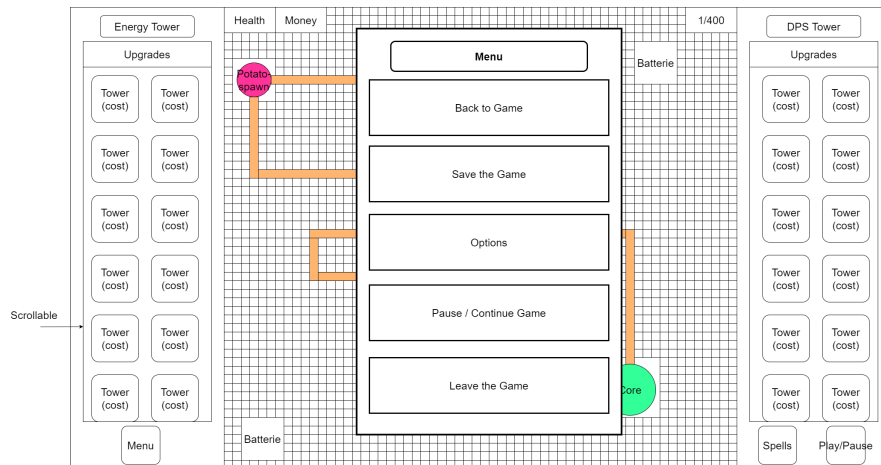 Energy Tower
Upgrades
Tower
(cost)
Tower
(cost)
Tower
(cost)
Tower
(cost)
Tower
(cost)
Tower
(cost)
Tower
(cost)
Tower
(cost)
Tower
(cost)
Tower
(cost)
Tower
(cost)
Tower
(cost)
Scrollable
Menu
Health
Money
1/400
Potato-
spawn
Batterie
Menu
Back to Game
Save the Game
Options
Pause / Continue Game
Leave the Game
Core
Batterie
DPS Tower
Upgrades
Tower
(cost)
Tower
(cost)
Tower
(cost)
Tower
(cost)
Tower
(cost)
Tower
(cost)
Tower
(cost)
Tower
(cost)
Tower
(cost)
Tower
(cost)
Tower
(cost)
Tower
(cost)
Spells
Play/Pause